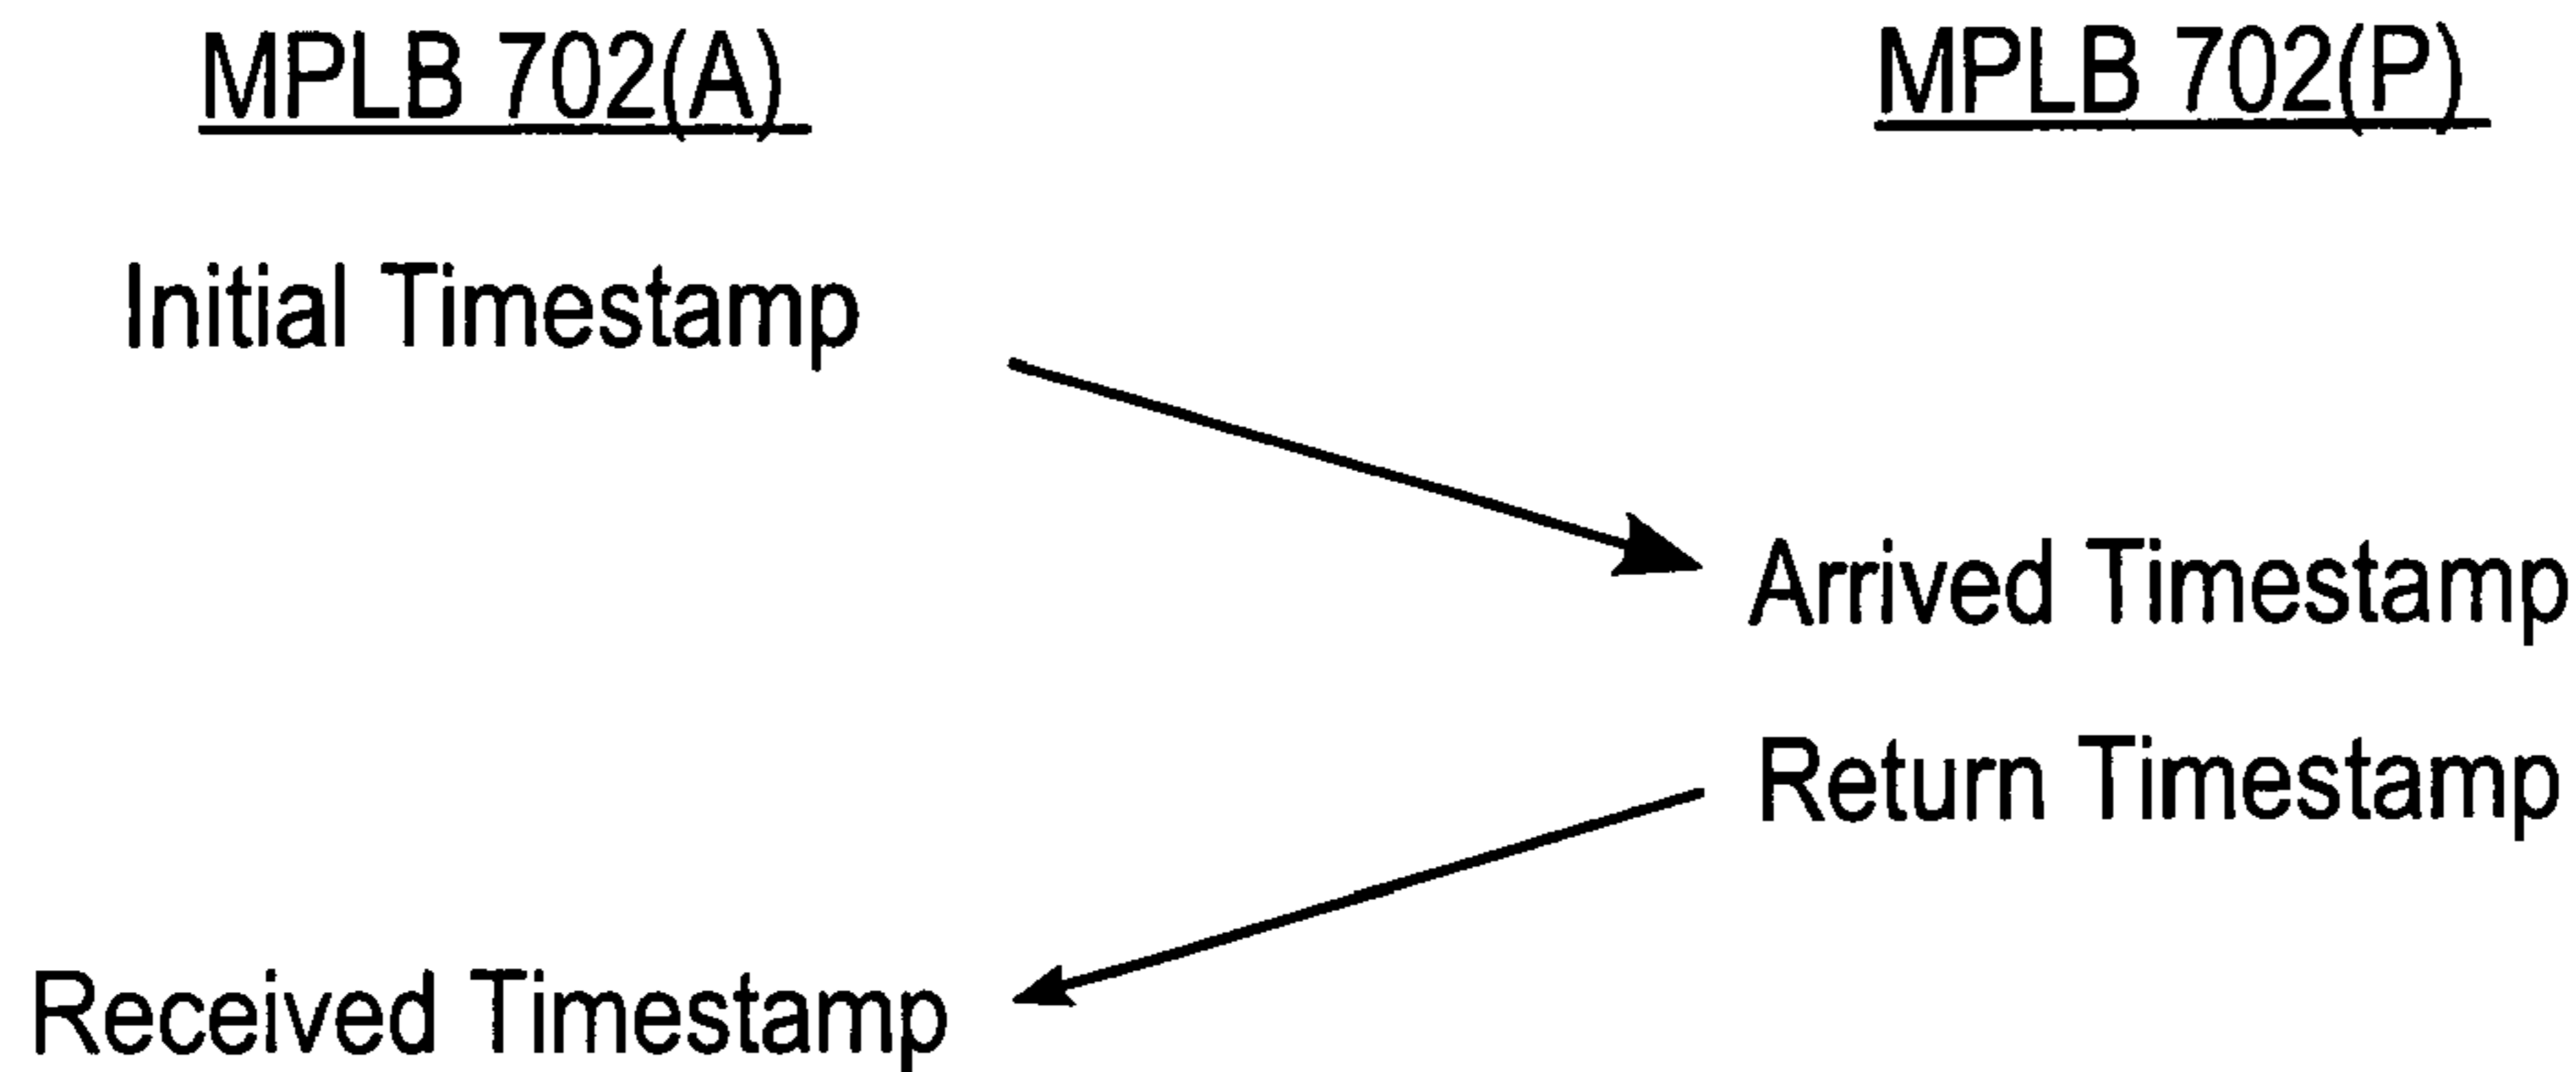 MPLB 702(A)
MPLB 702(P)
Initial Timestamp
Arrived Timestamp
Return Timestamp
Received Timestamp